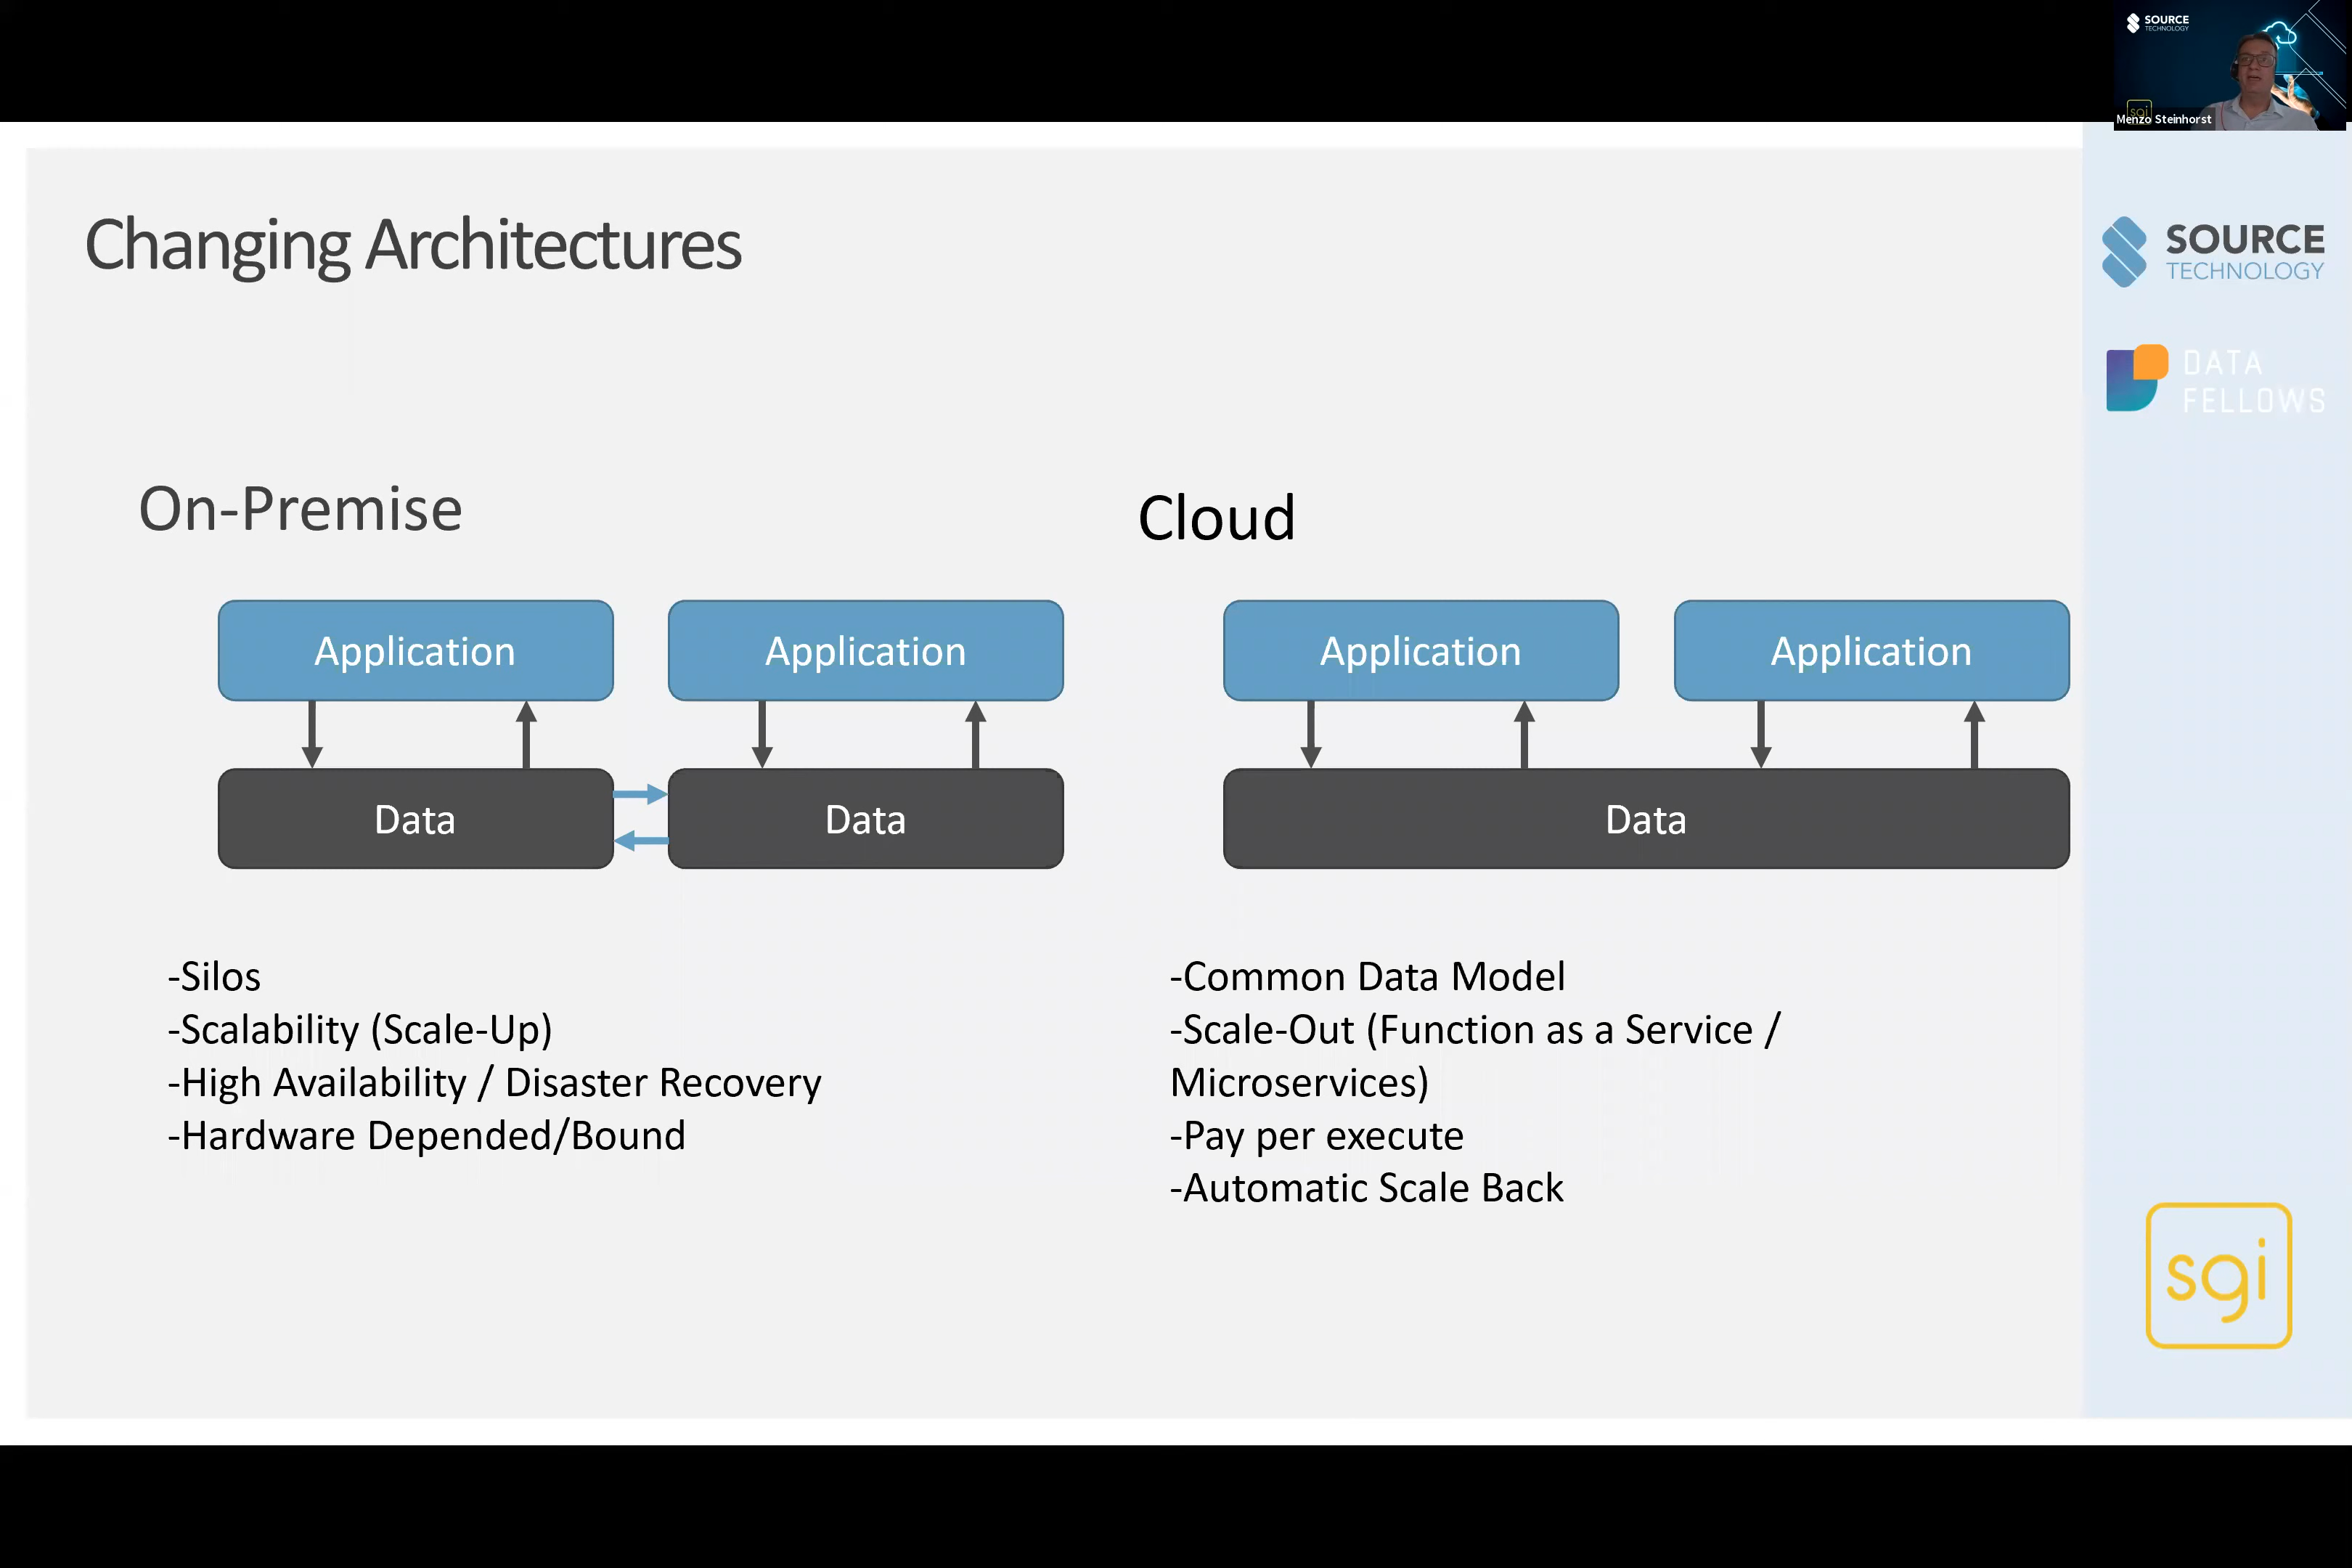 SOURCE
TECHNOLOGY
sgi
Menzo Steinhorst
Changing Architectures
SOURCE
TECHNOLOGY
DATA
FELLOWS
On-Premise
Cloud
Application
Application
Application
Application
Data
Data
Data
-Silos
-Scalability (Scale-Up)
-High Availability / Disaster Recovery
-Hardware Depended/Bound
-Common Data Model
-Scale-Out (Function as a Service /
Microservices)
-Pay per execute
-Automatic Scale Back
sgi